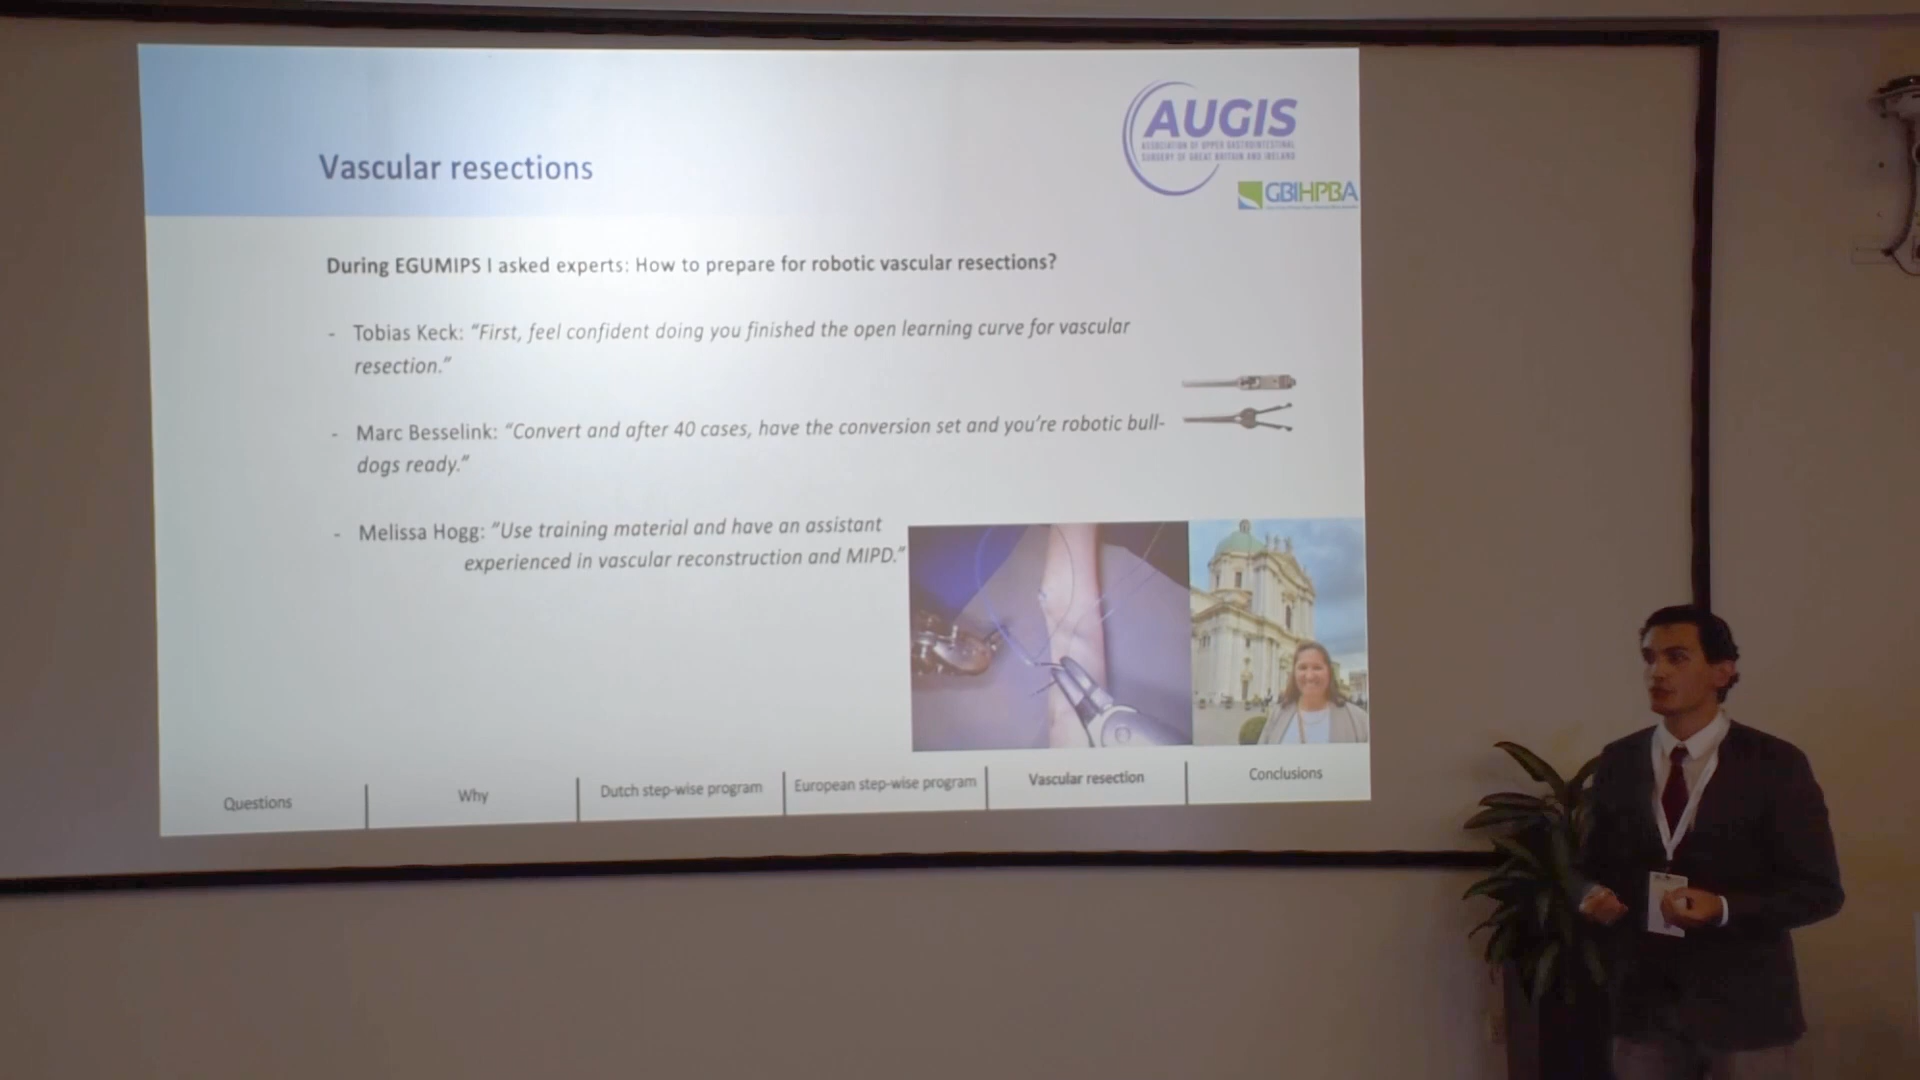 AUGIS
ASSOCIATION OF UPPER GASTROINTESTINAL
SURGERY OF GREAT BRITAIN AND IRELAND
GBIHPBA
Vascular resections
During EGUMIPS I asked experts: How to prepare for robotic vascular resections?
- Tobias Keck: “First, feel confident doing you finished the open learning curve for vascular
resection.”
- Marc Besselink: “Convert and after 40 cases, have the conversion set and you’re robotic bull-
dogs ready.”
- Melissa Hogg: “Use training material and have an assistant
experienced in vascular reconstruction and MIPD.”
Questions
Why
Dutch step-wise program
European step-wise program
Vascular resection
Conclusions